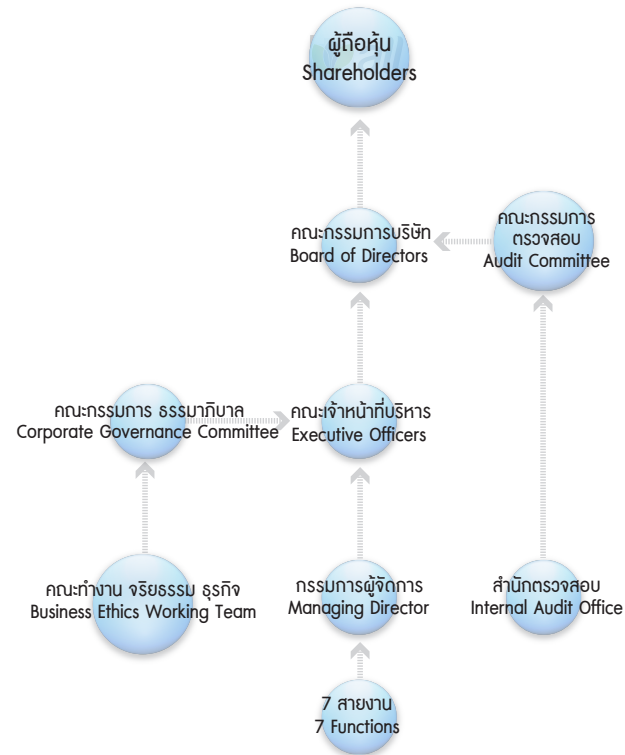 ผู้ถือหุ้น
Shareholders
คณะกรรมการบริษัท
Board of Directors
คณะกรรมการ
ตรวจสอบ
Audit Committee
คณะกรรมการ ธรรมาภิบาล
Corporate Governance Committee
คณะเจ้าหน้าที่บริหาร
Executive Officers
คณะทำงาน จริยธรรม ธุรกิจ
Business Ethics Working Team
กรรมการผู้จัดการ
Managing Director
สำนักตรวจสอบ
Internal Audit Office
7 สายงาน
7 Functions